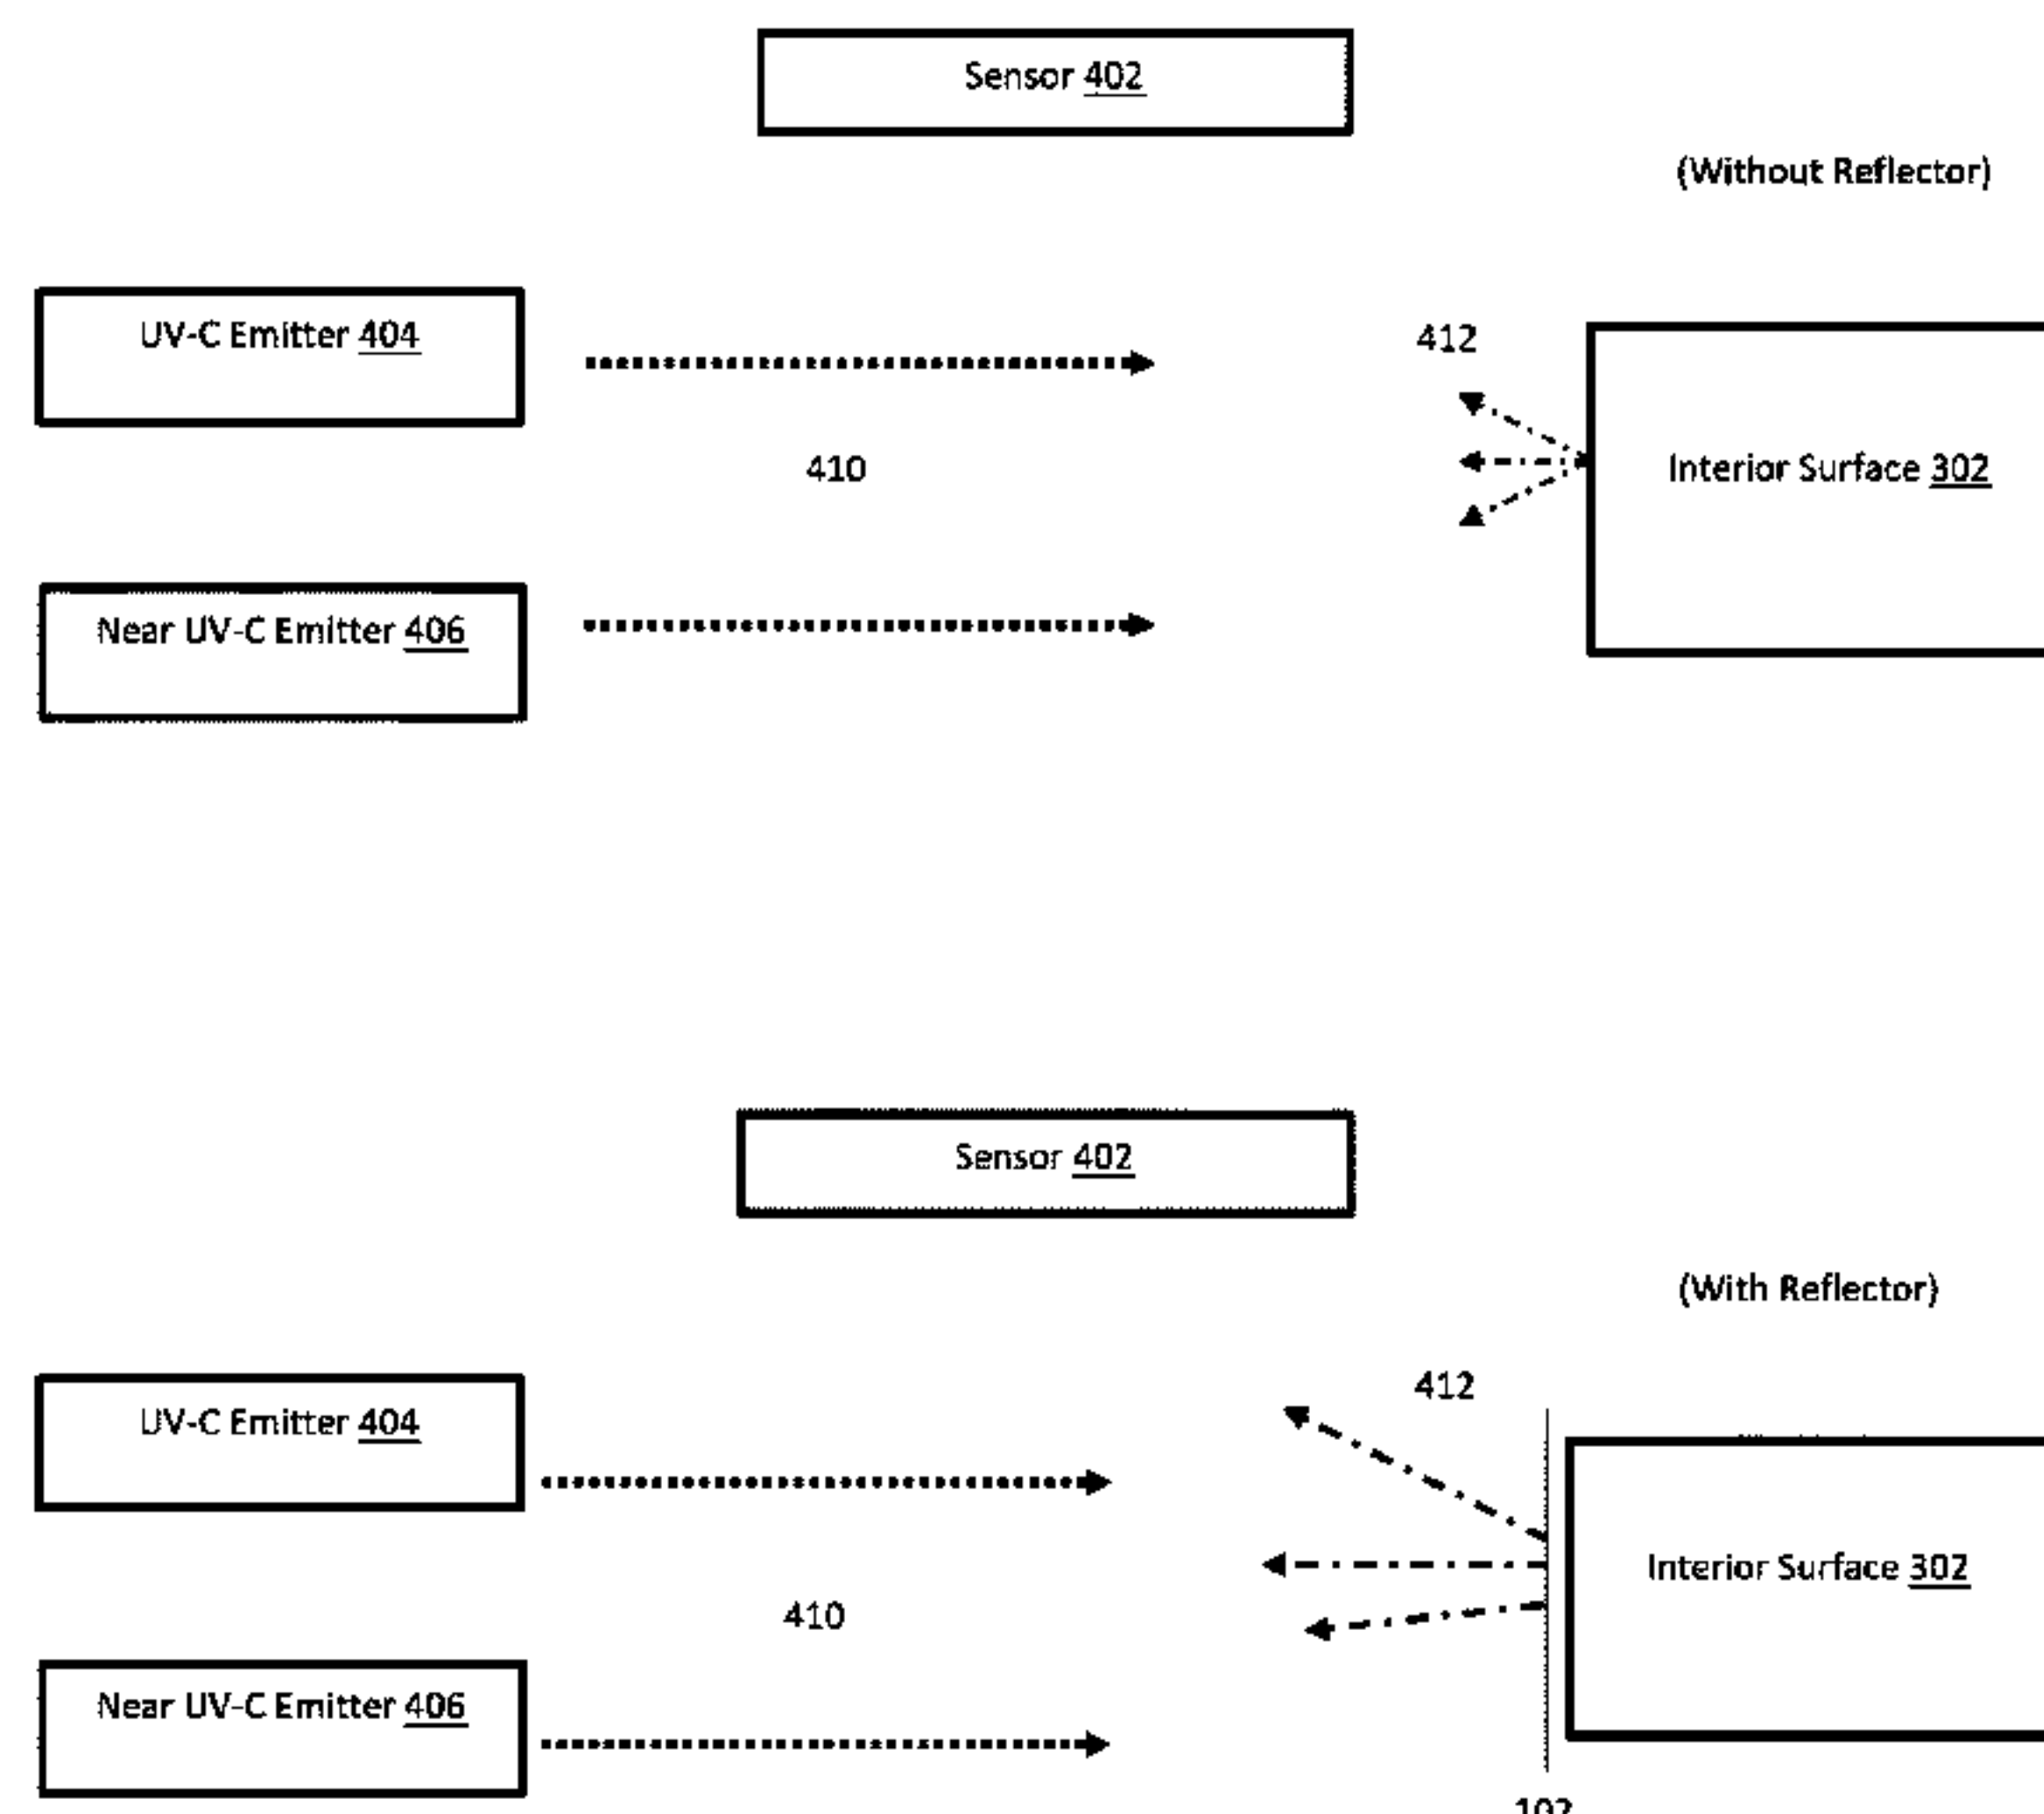 Sensor 402
(Without Reflector)
UV-C Emitter 404
412
410
Interior Surface 302
Near UV-C Emitter 406
Sensor 402
(With Reflector)
412
UV-C Emitter 404
Interior Surface 302
410
Near UV-C Emitter 406
102